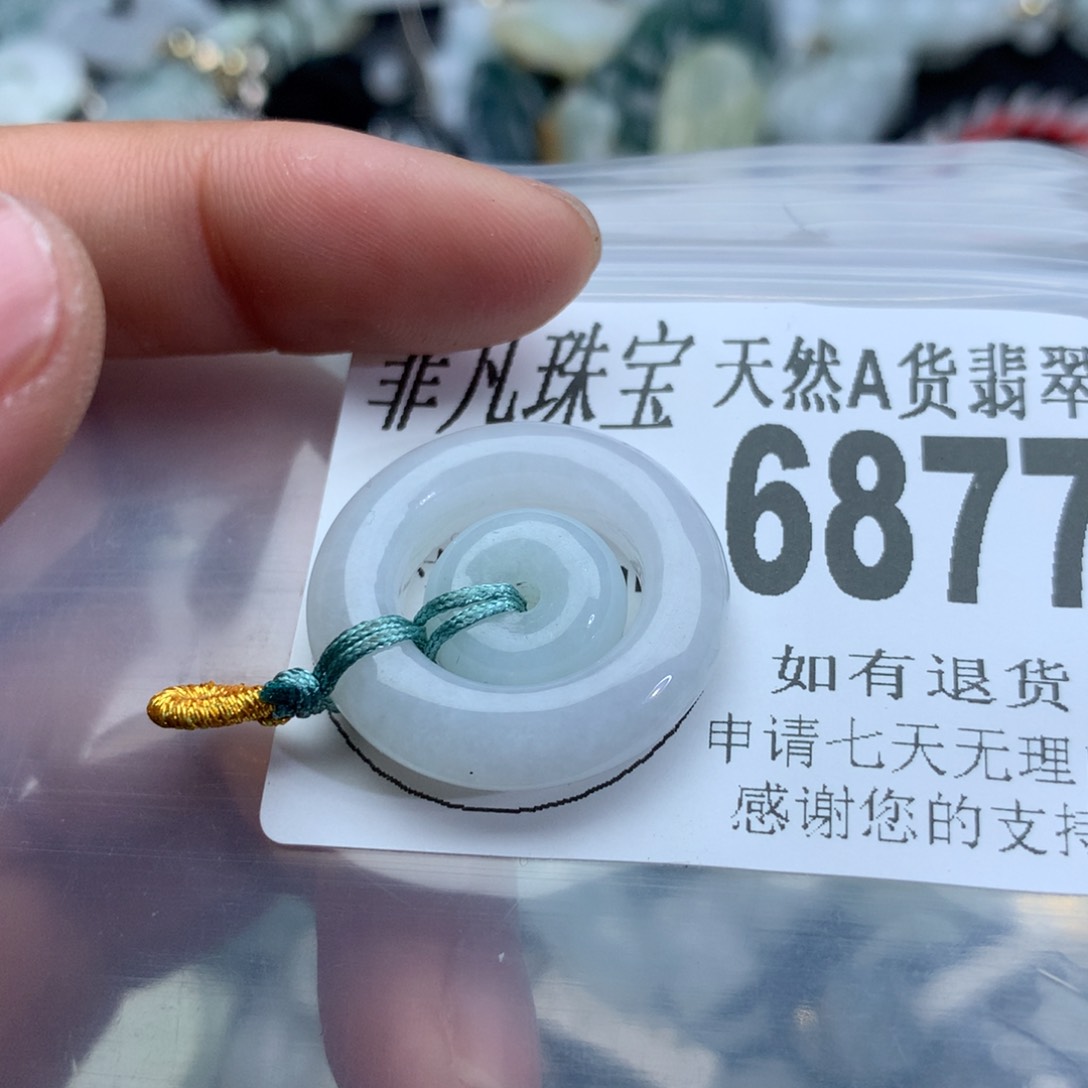 菲凡珠宝 天然A货翡翠
6877
如有退货
申请七天无理
感谢您的支持